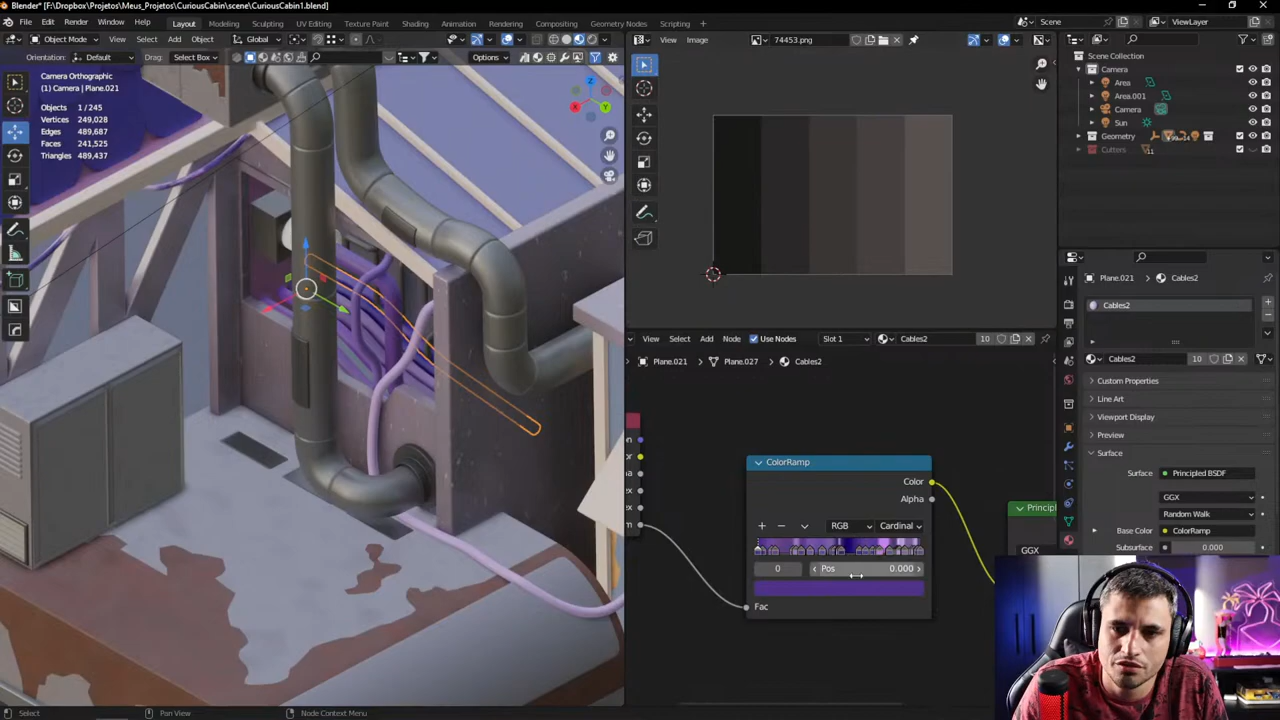 Blender* [F:\Dropbox\Projetos\Meus_Projetos\CuriousCabin\scene\CuriousCabin1.blend]
File Edit Render Window Help Layout Modeling Sculpting UV Editing Texture Paint Shading Animation Rendering Compositing Geometry Nodes Scripting Scene ViewLayer
Object Mode View Select Add Object Global
View Image 74453.png
Orientation: Default Drag: Select Box Options
Camera Orthographic
(1) Camera | Plane.021
Objects 1 / 245
Vertices 249,028
Edges 489,687
Faces 241,525
Triangles 489,437
Scene Collection
Camera
Area
Area.001
Camera
Sun
Geometry
Cutters
View Select Add Node Use Nodes Slot 1 Cables2 10
Plane.021 Plane.027 Cables2
ColorRamp
Color
Alpha
RGB Cardinal
0 Pos 0.000
Fac
Principl
GGX
Plane.021 Cables2
Cables2
Cables2 10
Custom Properties
Line Art
Viewport Display
Preview
Surface
Surface Principled BSDF
GGX
Random Walk
Base Color ColorRamp
Subsurface 0.000
Select Pan View Node Context Menu